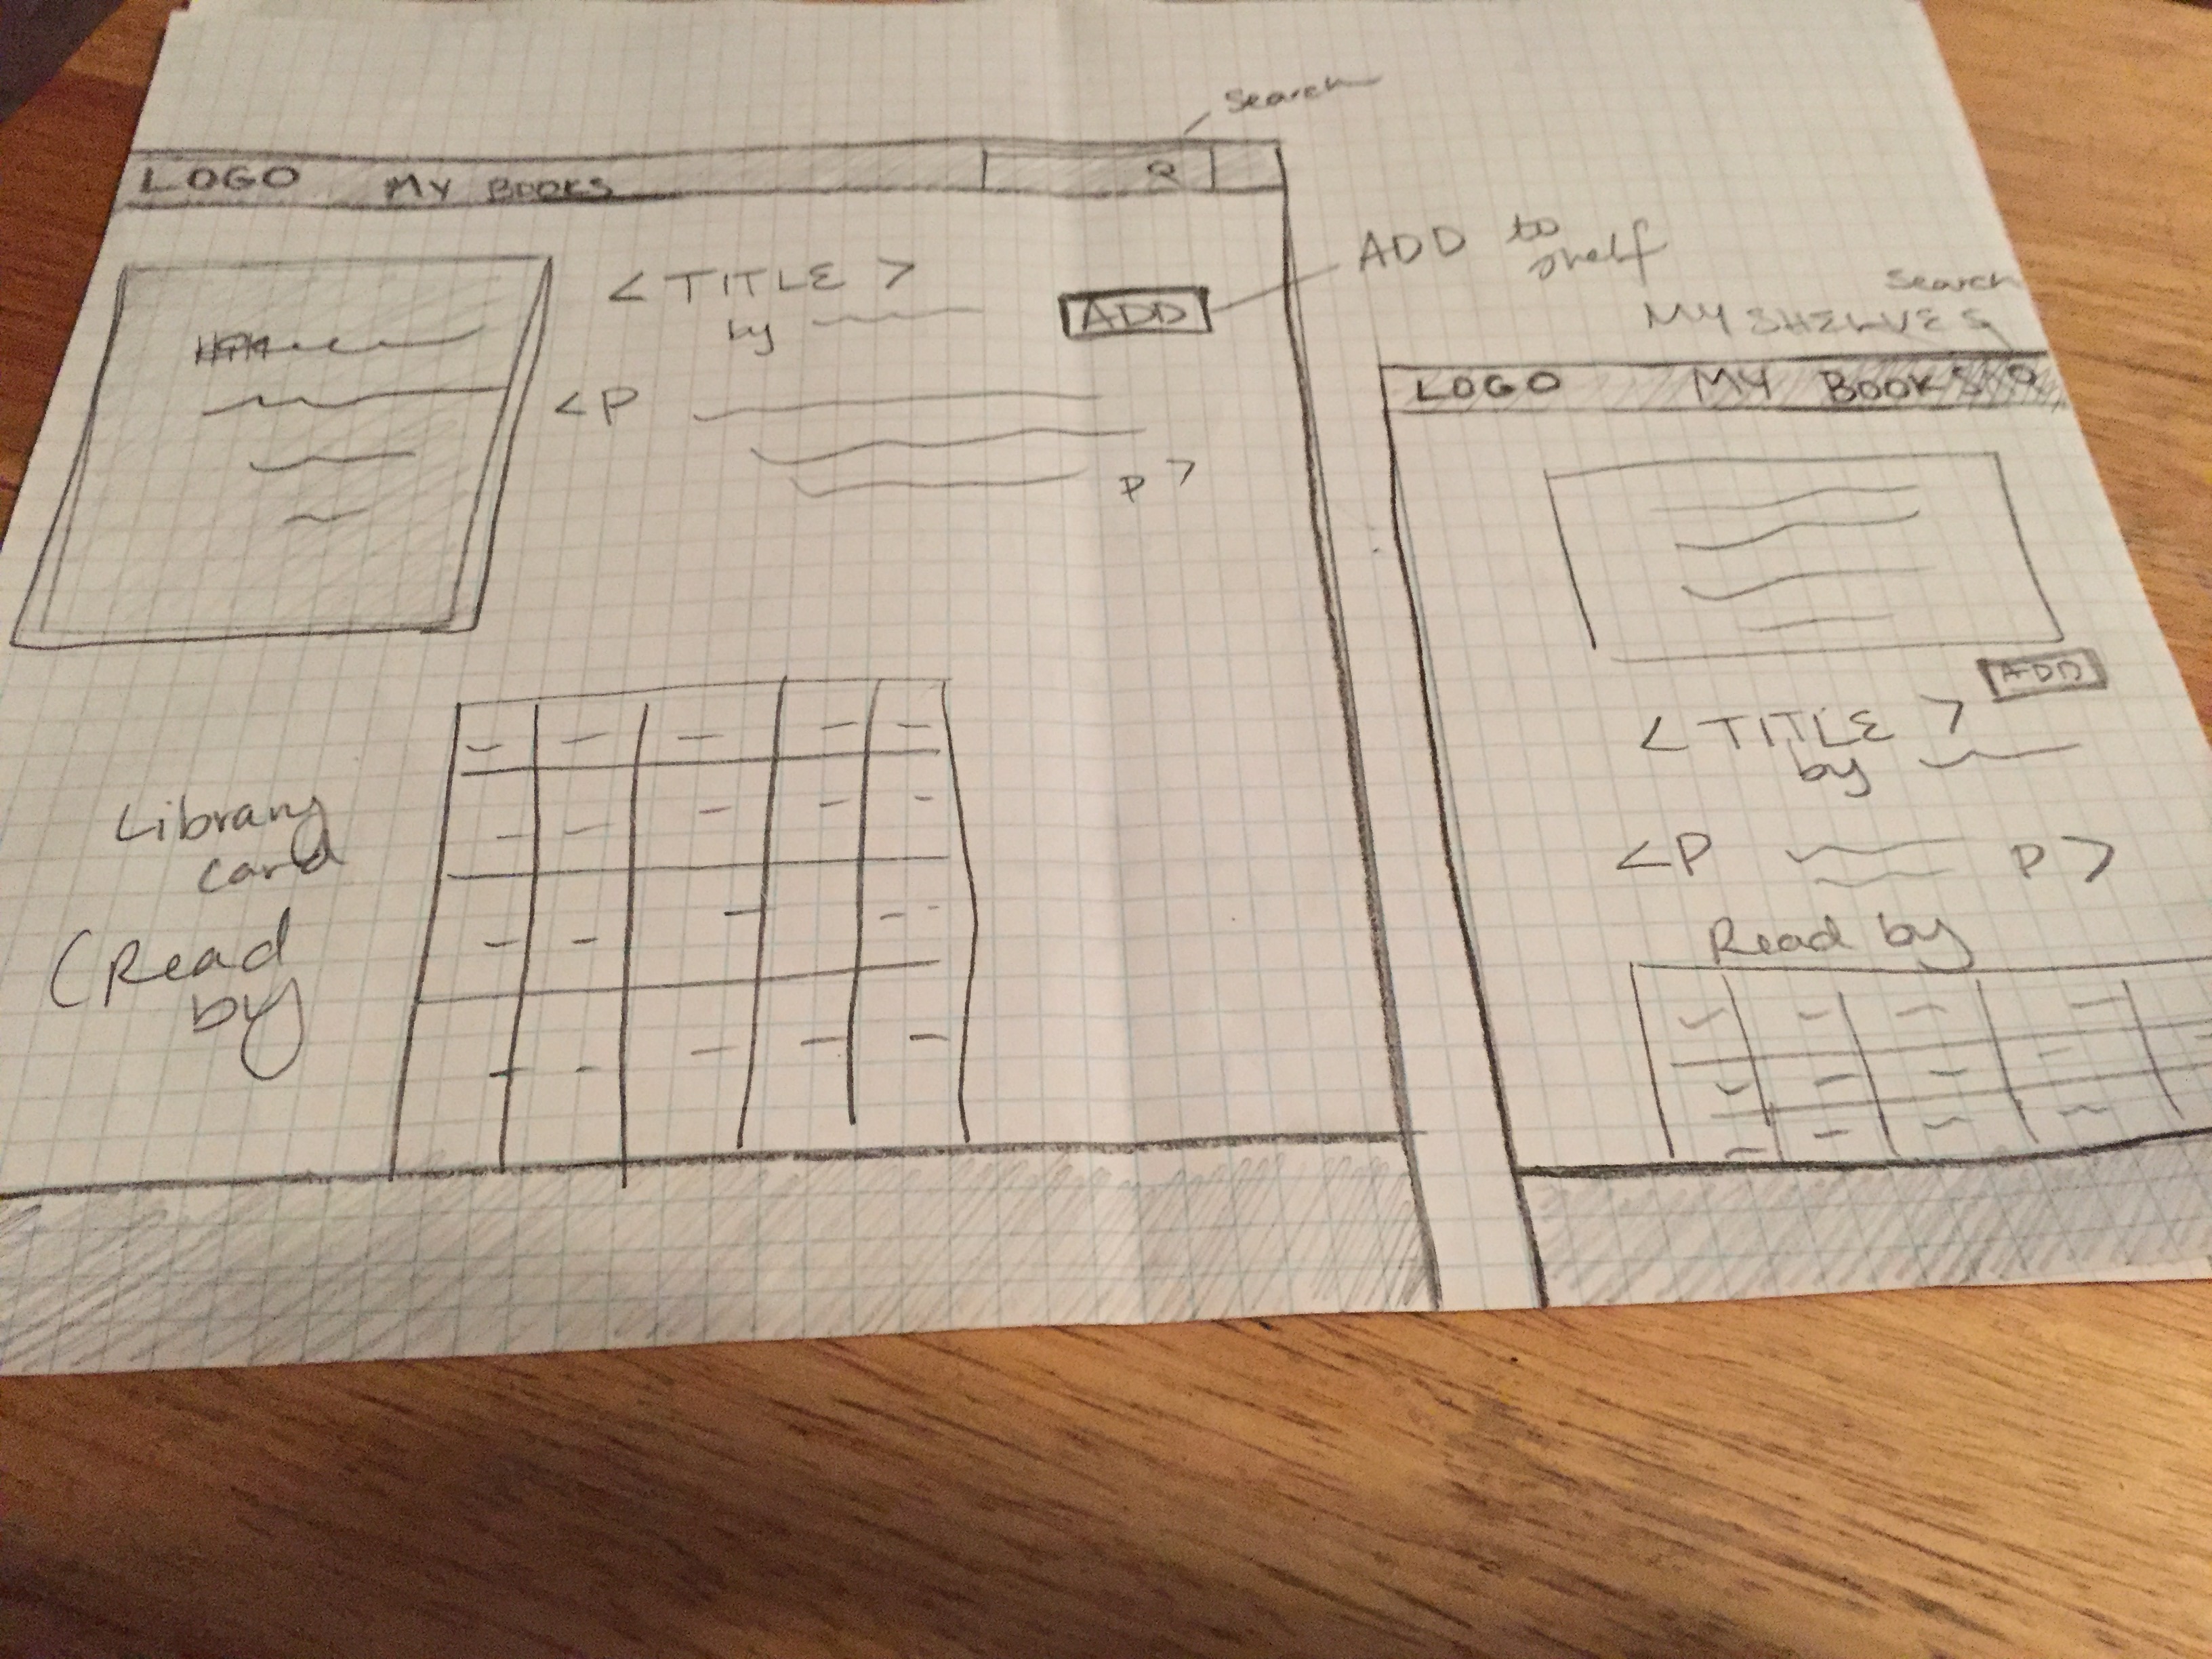 Search
LOGO MY BOOKS
< TITLE >
by
ADD
ADD to
shelf
<P
P >
Library
card
(Read
by
Search
MY SHELVES
LOGO MY BOOKS
ADD
< TITLE >
by
<P P >
Read by